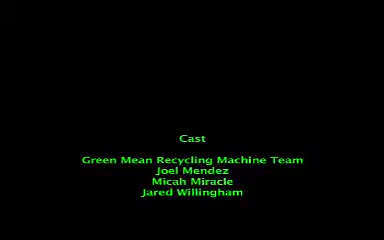 Cast
Green Mean Recycling Machine Team
Joel Mendez
Micah Miracle
Jared Willingham